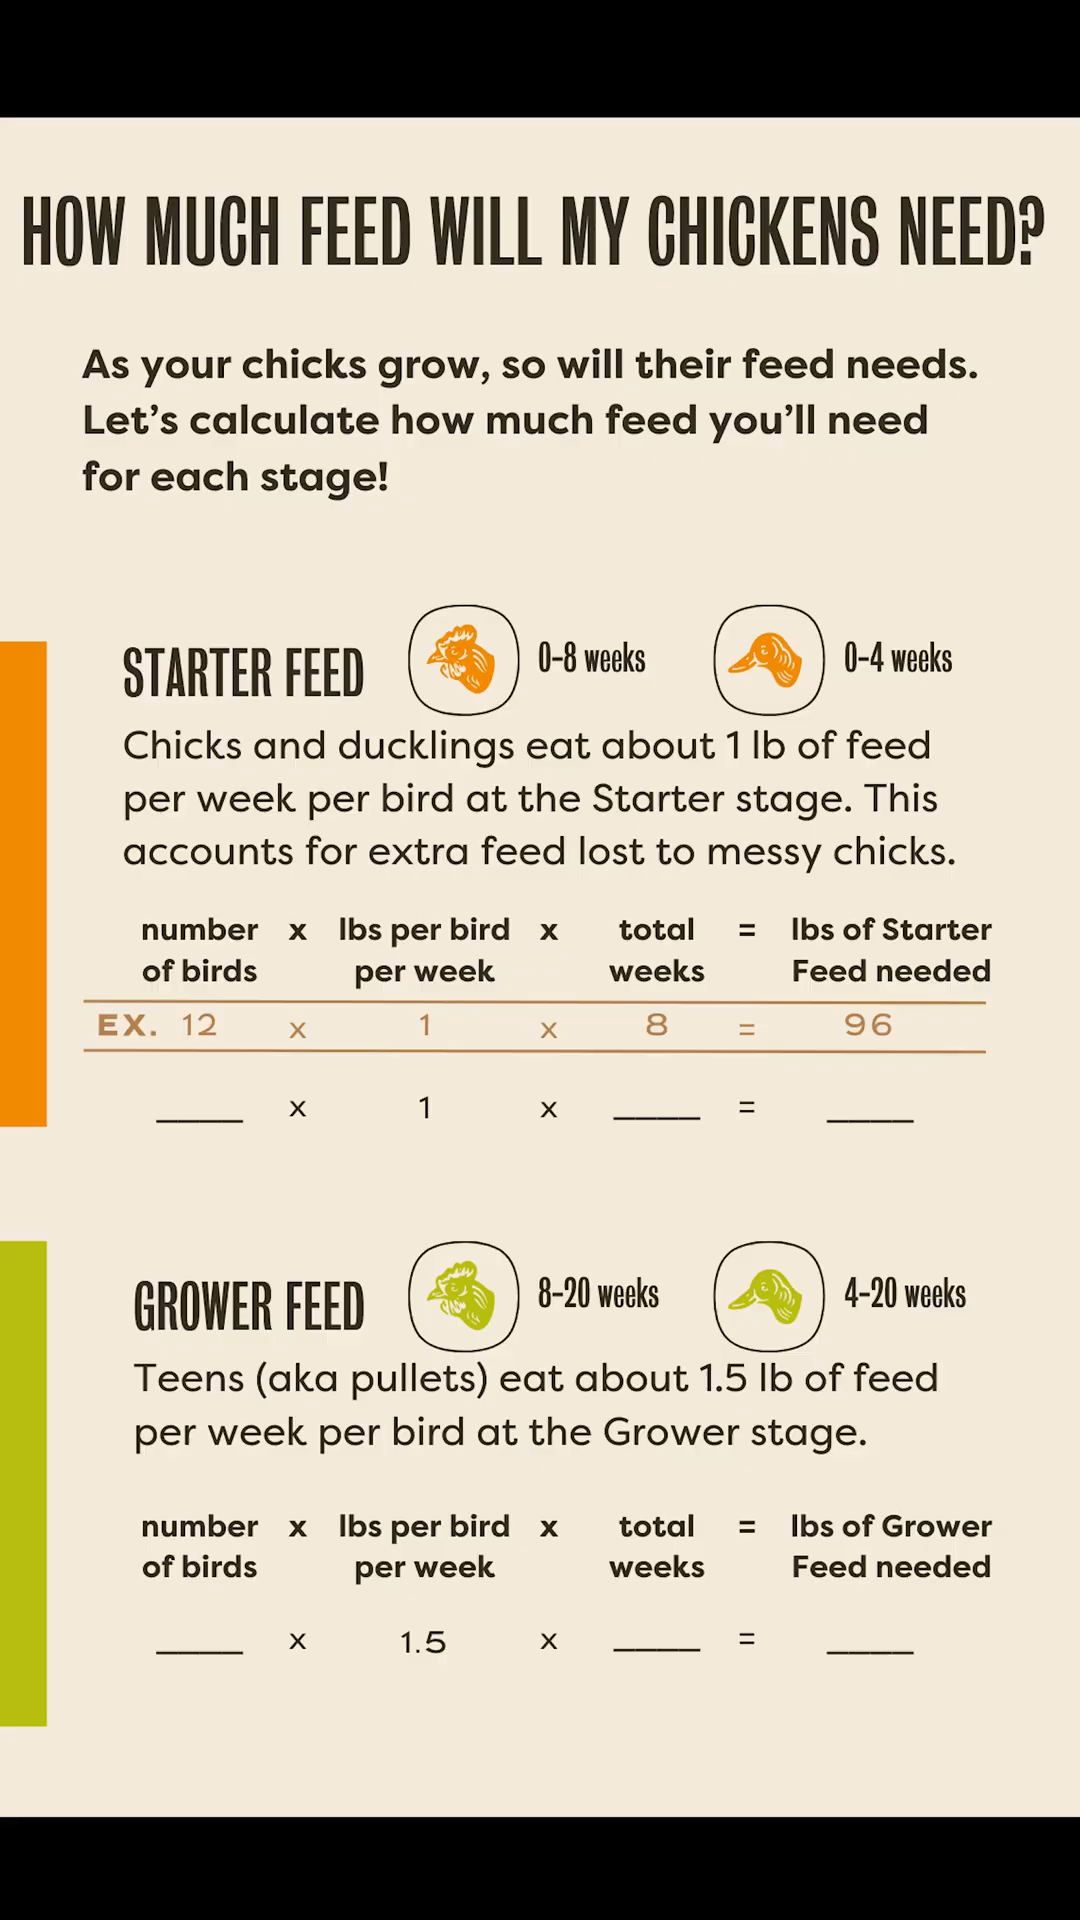 HOW MUCH FEED WILL MY CHICKENS NEED?
As your chicks grow, so will their feed needs.
Let’s calculate how much feed you’ll need
for each stage!
STARTER FEED 0-8 weeks 0-4 weeks
Chicks and ducklings eat about 1 lb of feed
per week per bird at the Starter stage. This
accounts for extra feed lost to messy chicks.
number x lbs per bird x total = lbs of Starter
of birds per week weeks Feed needed
EX. 12 x 1 x 8 = 96
____ x 1 x ____ = ____
GROWER FEED 8-20 weeks 4-20 weeks
Teens (aka pullets) eat about 1.5 lb of feed
per week per bird at the Grower stage.
number x lbs per bird x total = lbs of Grower
of birds per week weeks Feed needed
____ x 1.5 x ____ = ____